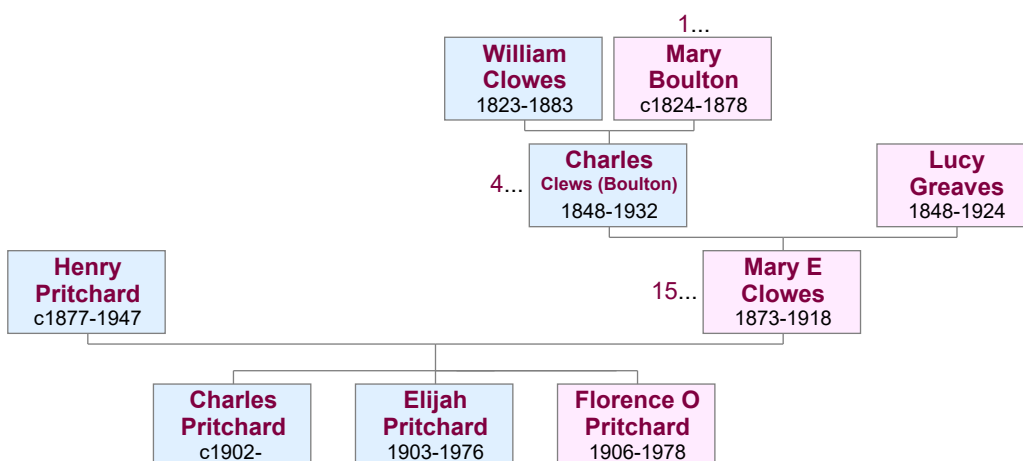 1...
William
Clowes
1823-1883
Mary
Boulton
c1824-1878
4...
Charles
Clews (Boulton)
1848-1932
Lucy
Greaves
1848-1924
Henry
Pritchard
c1877-1947
15...
Mary E
Clowes
1873-1918
Charles
Pritchard
c1902-
Elijah
Pritchard
1903-1976
Florence O
Pritchard
1906-1978